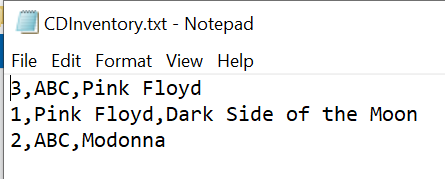 CDInventory.txt - Notepad
File Edit Format View Help
3,ABC,Pink Floyd
1,Pink Floyd,Dark Side of the Moon
2,ABC,Modonna